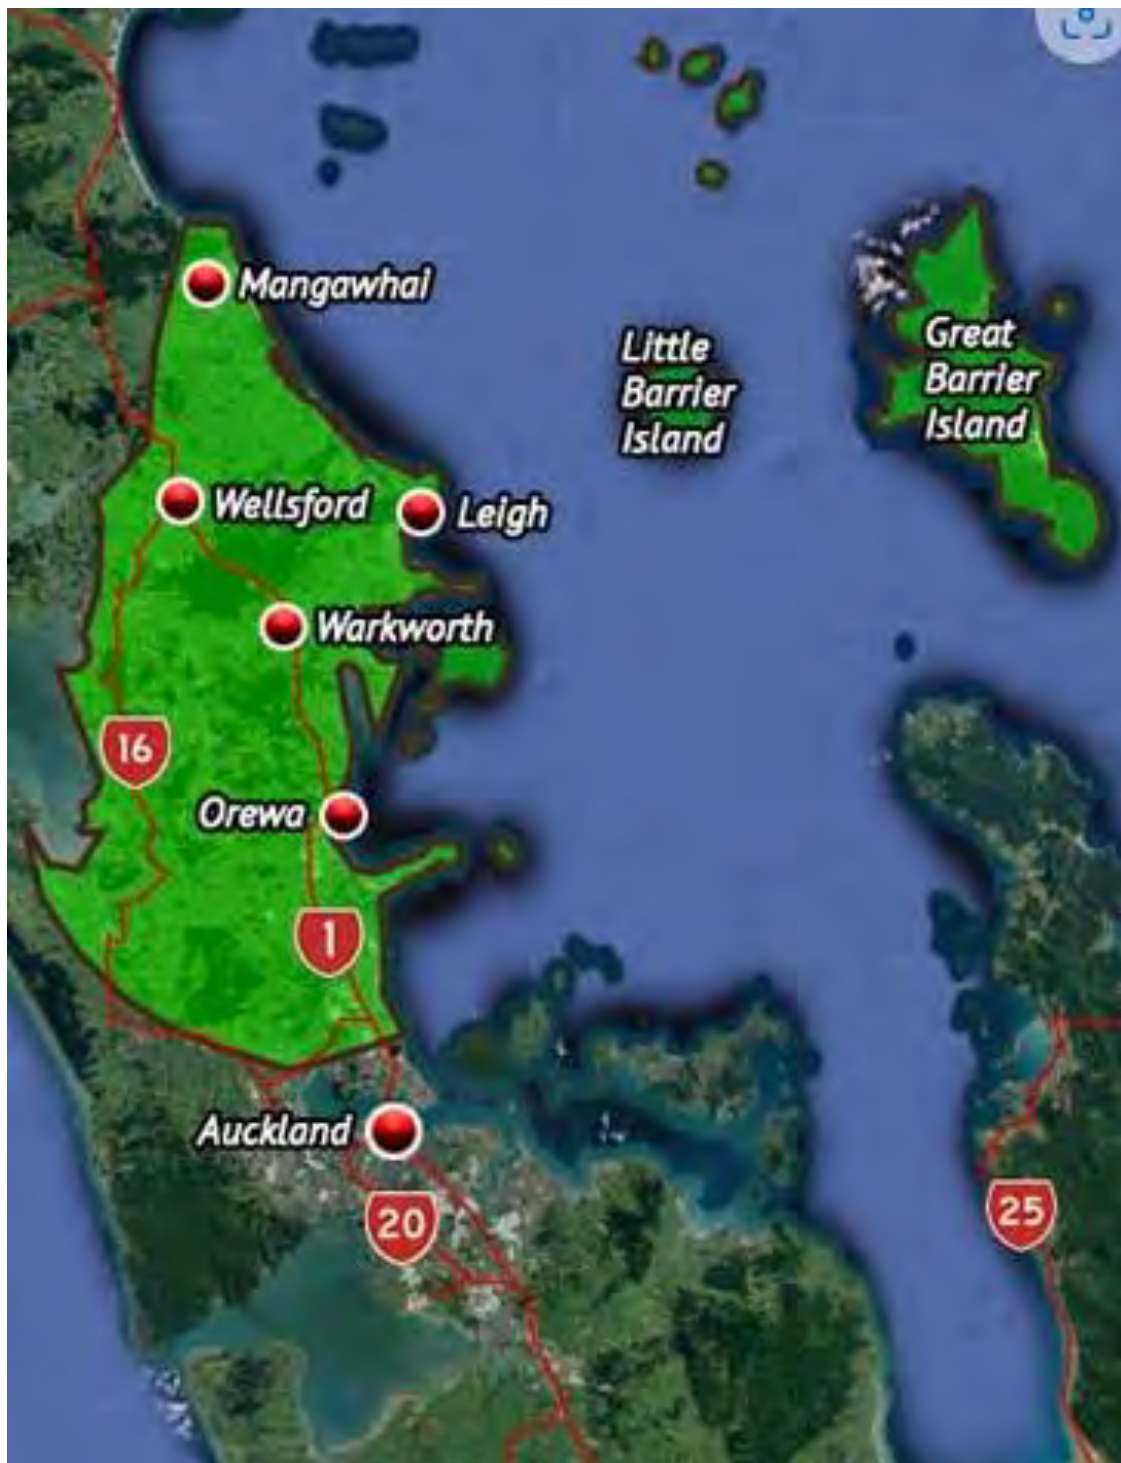 Mangawhai
Little
Barrier
Island
Great
Barrier
Island
Wellsford
Leigh
Warkworth
16
Orewa
1
Auckland
20
25